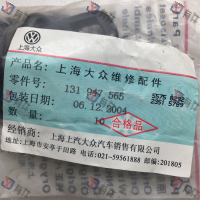 上海大众
产品名: 上海大众维修配件
零件号: 131 947 565
包装日期: 06.12.2004
数量: 10
合格品
经销商: 上海上汽大众汽车销售有限公司
地址: 上海市安亭于田路 电话: 021-59561888 邮编: 201805